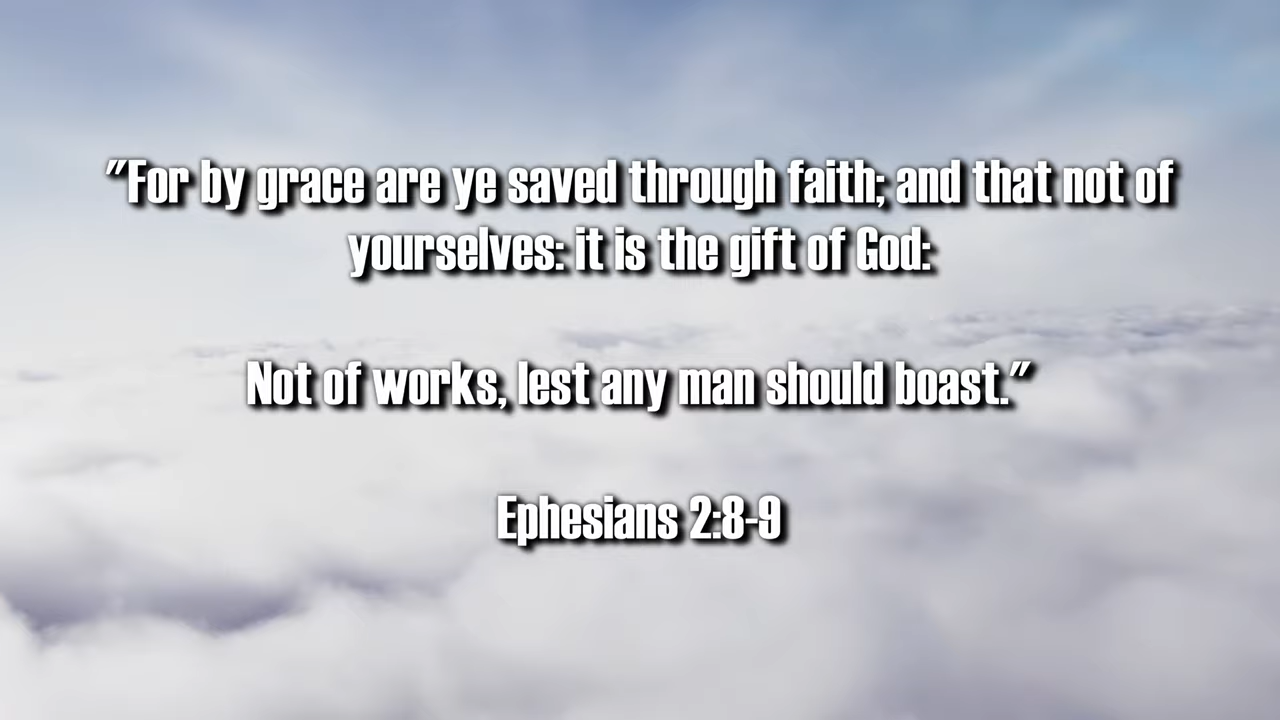 "For by grace are ye saved through faith; and that not of
yourselves: it is the gift of God:
Not of works, lest any man should boast."
Ephesians 2:8-9